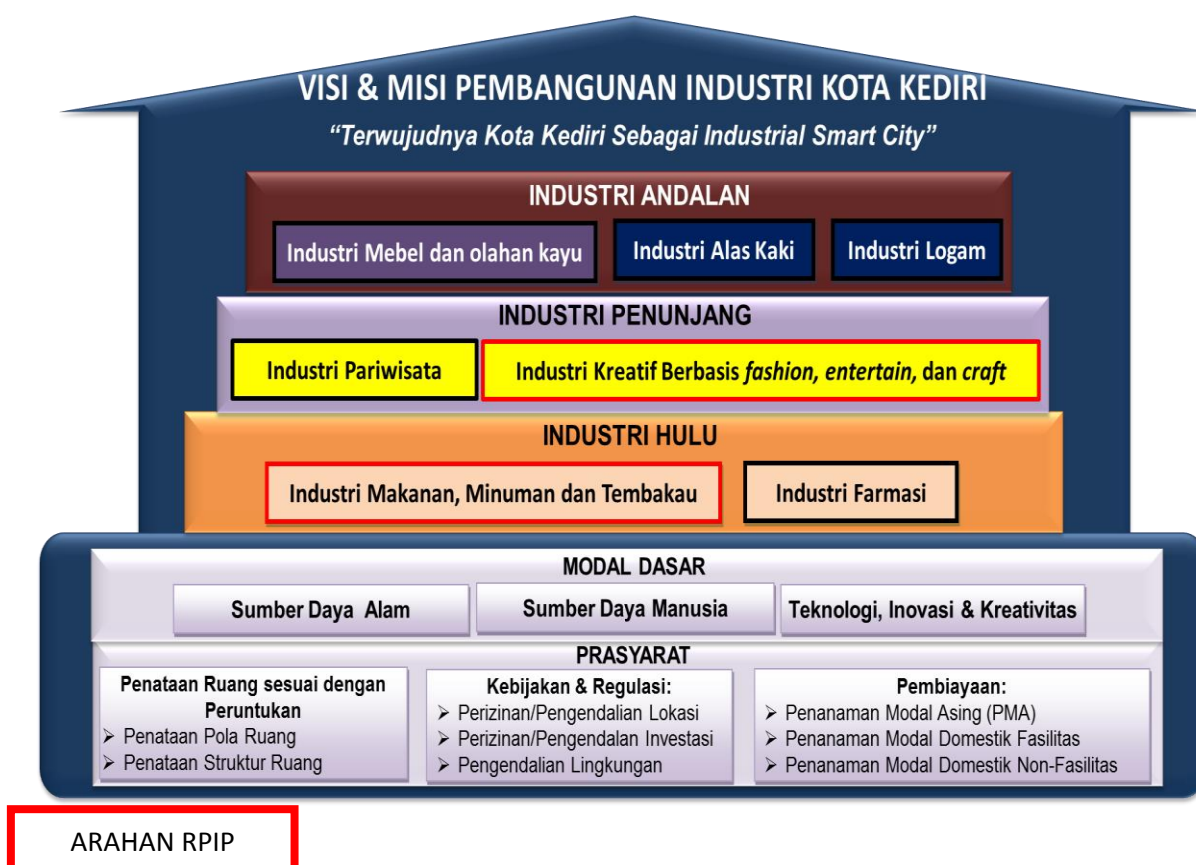 VISI & MISI PEMBANGUNAN INDUSTRI KOTA KEDIRI
“Terwujudnya Kota Kediri Sebagai Industrial Smart City”
INDUSTRI ANDALAN
Industri Mebel dan olahan kayu
Industri Alas Kaki
Industri Logam
INDUSTRI PENUNJANG
Industri Pariwisata
Industri Kreatif Berbasis fashion, entertain, dan craft
INDUSTRI HULU
Industri Makanan, Minuman dan Tembakau
Industri Farmasi
MODAL DASAR
Sumber Daya Alam
Sumber Daya Manusia
Teknologi, Inovasi & Kreativitas
PRASYARAT
Penataan Ruang sesuai dengan
Peruntukan
➢ Penataan Pola Ruang
➢ Penataan Struktur Ruang
Kebijakan & Regulasi:
➢ Perizinan/Pengendalian Lokasi
➢ Perizinan/Pengendalan Investasi
➢ Pengendalian Lingkungan
Pembiayaan:
➢ Penanaman Modal Asing (PMA)
➢ Penanaman Modal Domestik Fasilitas
➢ Penanaman Modal Domestik Non-Fasilitas
ARAHAN RPIP